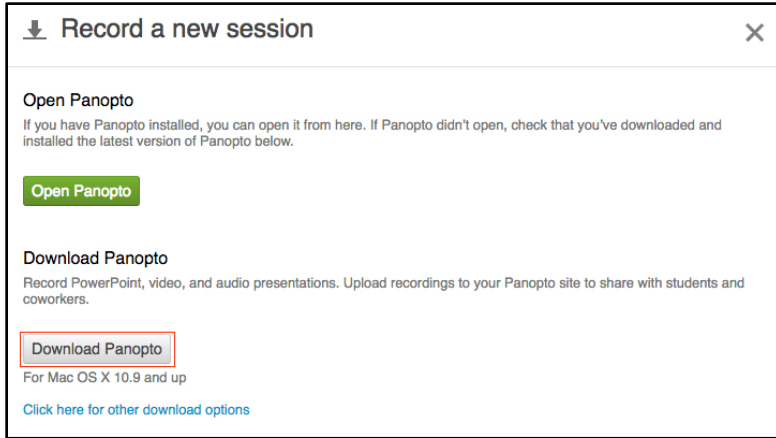 Record a new session
Open Panopto
If you have Panopto installed, you can open it from here. If Panopto didn't open, check that you've downloaded and
installed the latest version of Panopto below.
Open Panopto
Download Panopto
Record PowerPoint, video, and audio presentations. Upload recordings to your Panopto site to share with students and
coworkers.
Download Panopto
For Mac OS X 10.9 and up
Click here for other download options